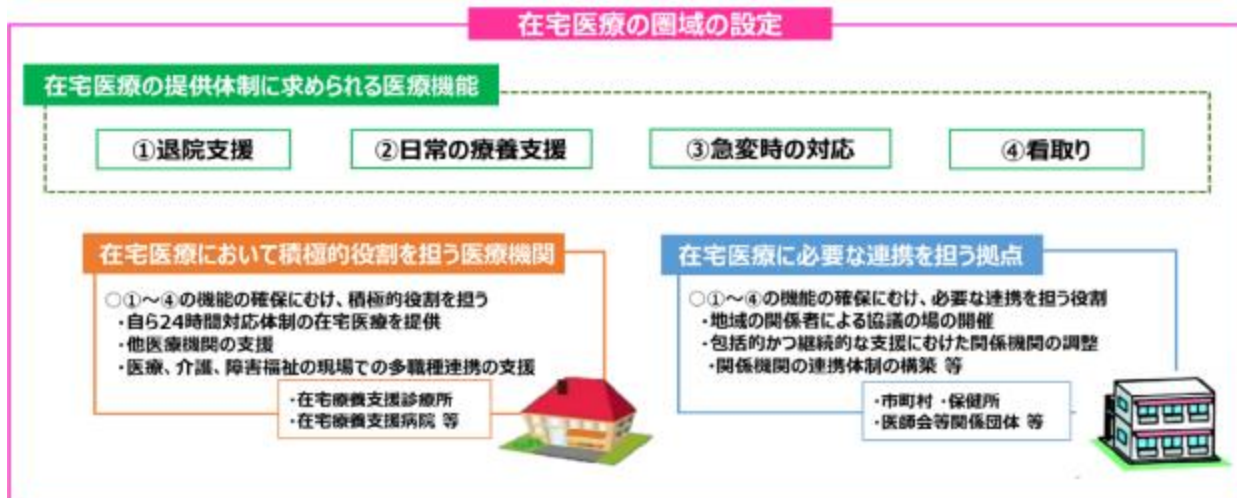 在宅医療の圏域の設定
在宅医療の提供体制に求められる医療機能
①退院支援
②日常の療養支援
③急変時の対応
④看取り
在宅医療において積極的役割を担う医療機関
○①～④の機能の確保にむけ、積極的役割を担う
・自ら24時間対応体制の在宅医療を提供
・他医療機関の支援
・医療、介護、障害福祉の現場での多職種連携の支援
・在宅療養支援診療所
・在宅療養支援病院 等
在宅医療に必要な連携を担う拠点
○①～④の機能の確保にむけ、必要な連携を担う役割
・地域の関係者による協議の場の開催
・包括的かつ継続的な支援にむけた関係機関の調整
・関係機関の連携体制の構築 等
・市町村 ・保健所
・医師会等関係団体 等